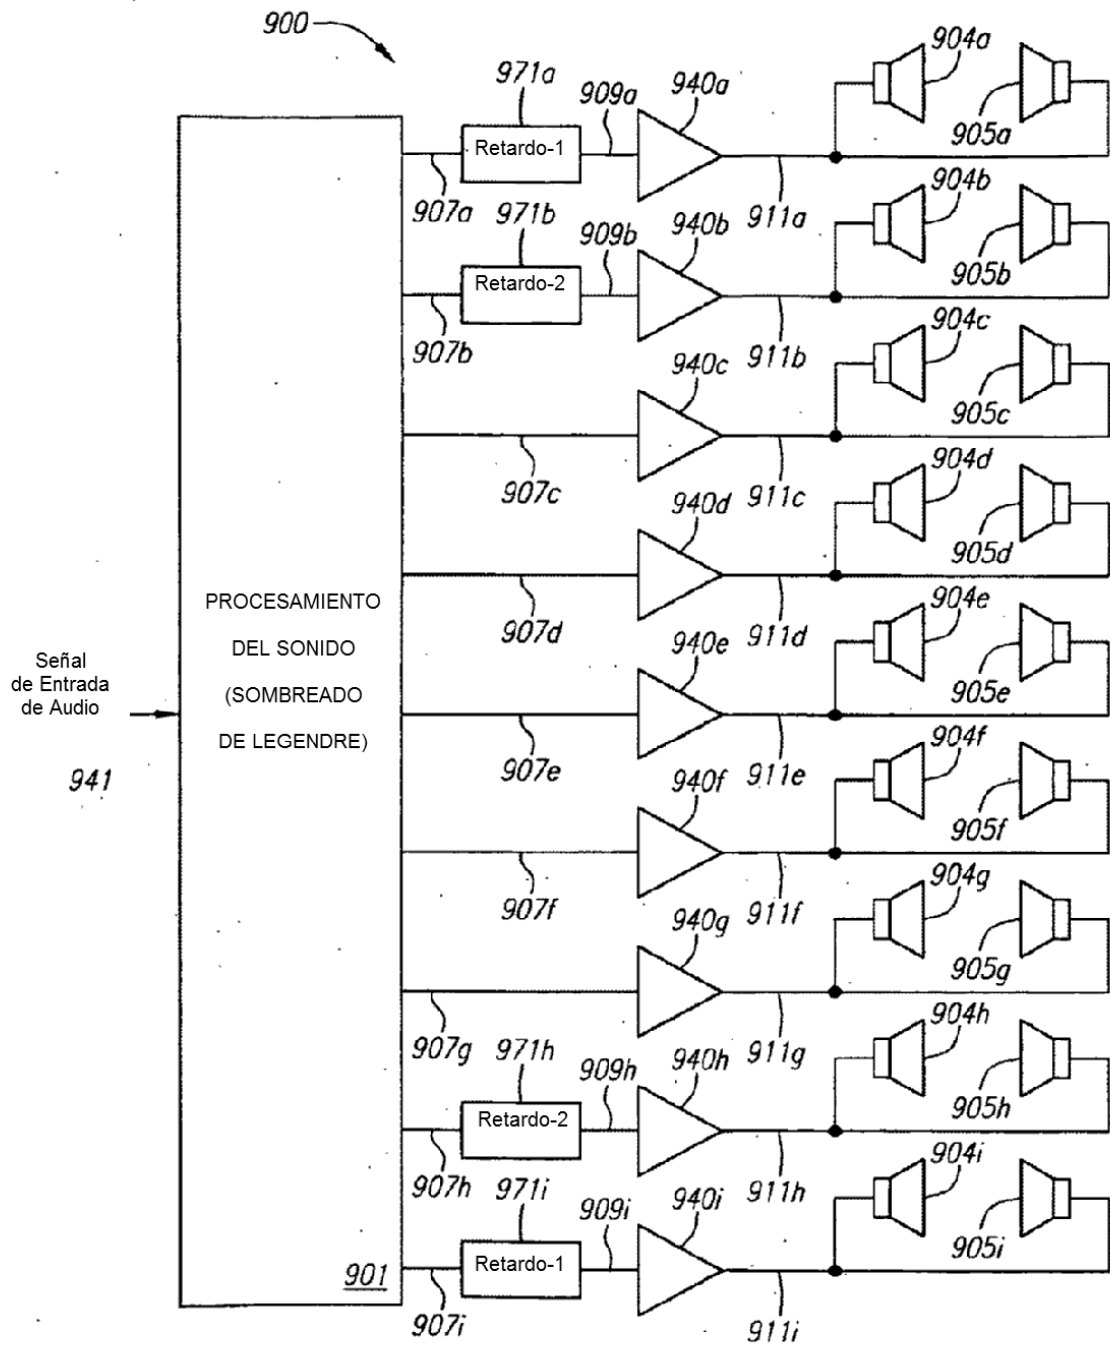 900
971a
909a
940a
904a
905a
Retardo-1
907a
911a
971b
909b
940b
904b
905b
Retardo-2
907b
911b
940c
904c
905c
907c
911c
940d
904d
905d
907d
911d
PROCESAMIENTO
DEL SONIDO
(SOMBREADO
DE LEGENDRE)
Señal
de Entrada
de Audio
941
940e
904e
905e
907e
911e
940f
904f
905f
907f
911f
940g
904g
905g
907g
911g
971h
909h
940h
904h
905h
Retardo-2
907h
911h
971i
909i
940i
904i
905i
Retardo-1
901
907i
911i